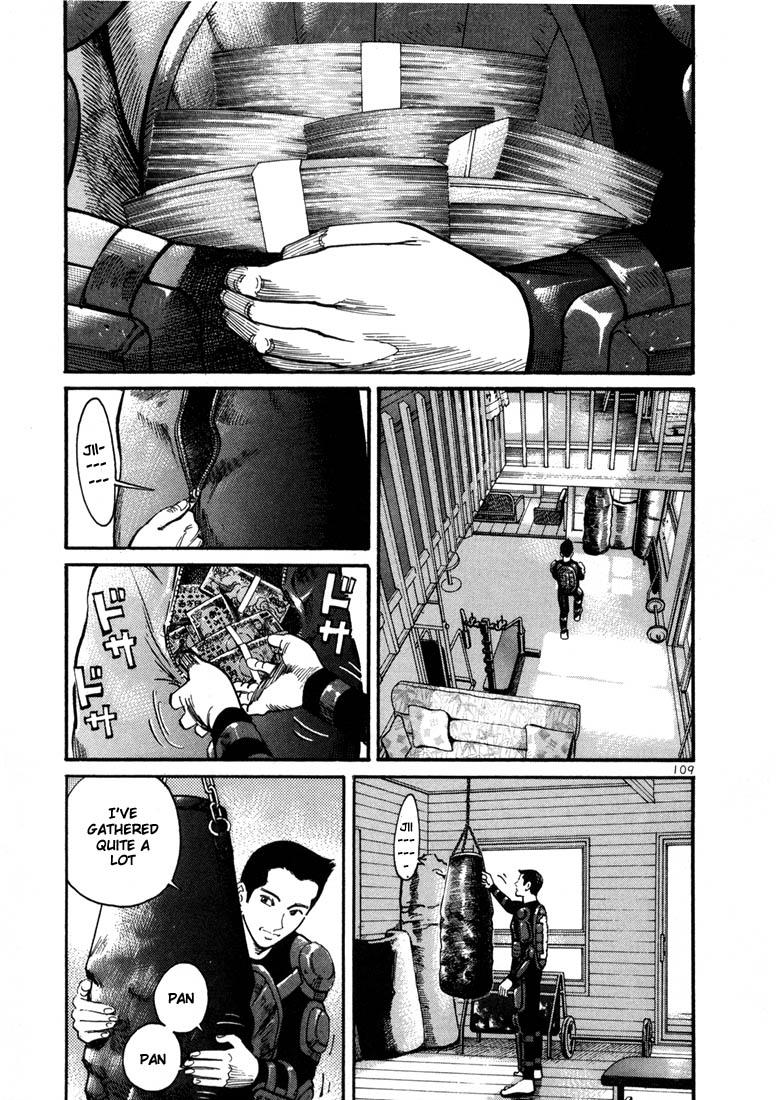 JII-
----
----
ドサ
ドサ
ドサ
109
JII
----
----
-
I'VE
GATHERED
QUITE A
LOT
PAN
PAN